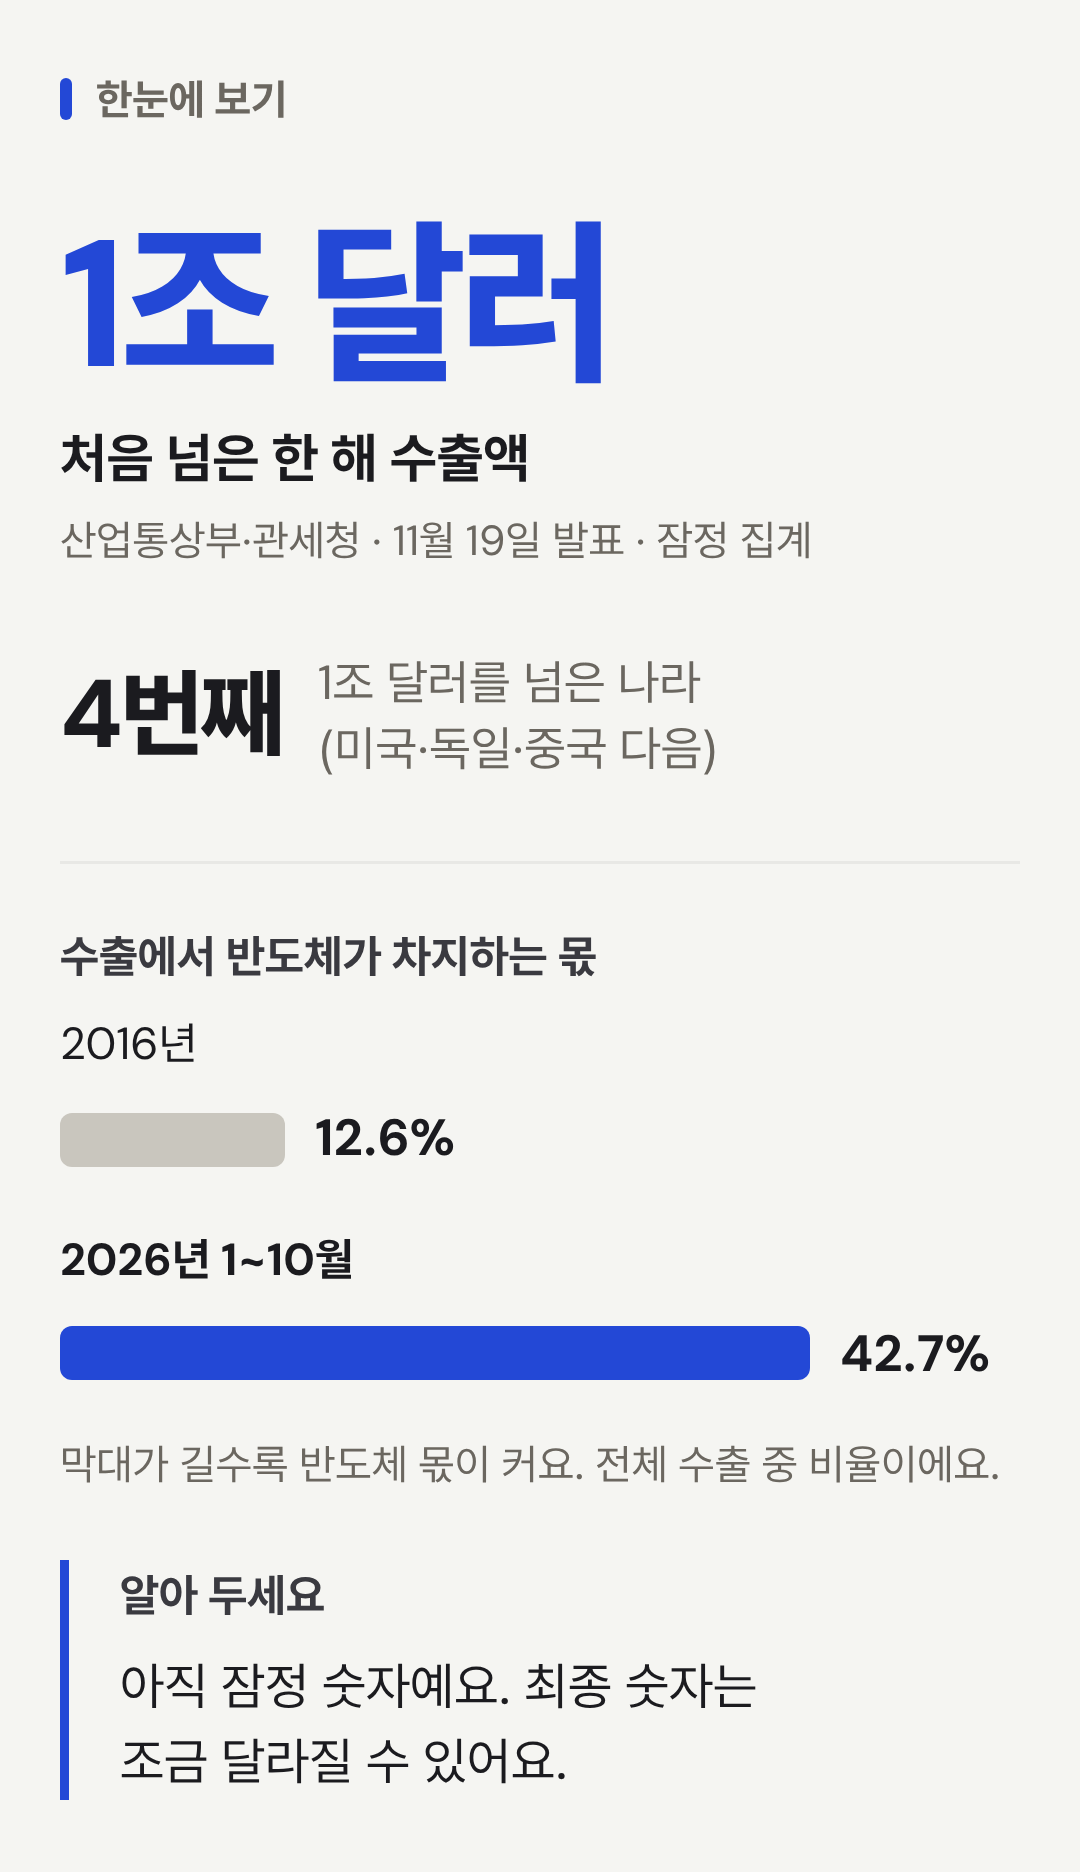 한눈에 보기
1조 달러
처음 넘은 한 해 수출액
산업통상부·관세청 · 11월 19일 발표 · 잠정 집계
4번째
1조 달러를 넘은 나라
(미국·독일·중국 다음)
수출에서 반도체가 차지하는 몫
2016년
12.6%
2026년 1~10월
42.7%
막대가 길수록 반도체 몫이 커요. 전체 수출 중 비율이에요.
알아 두세요
아직 잠정 숫자예요. 최종 숫자는
조금 달라질 수 있어요.